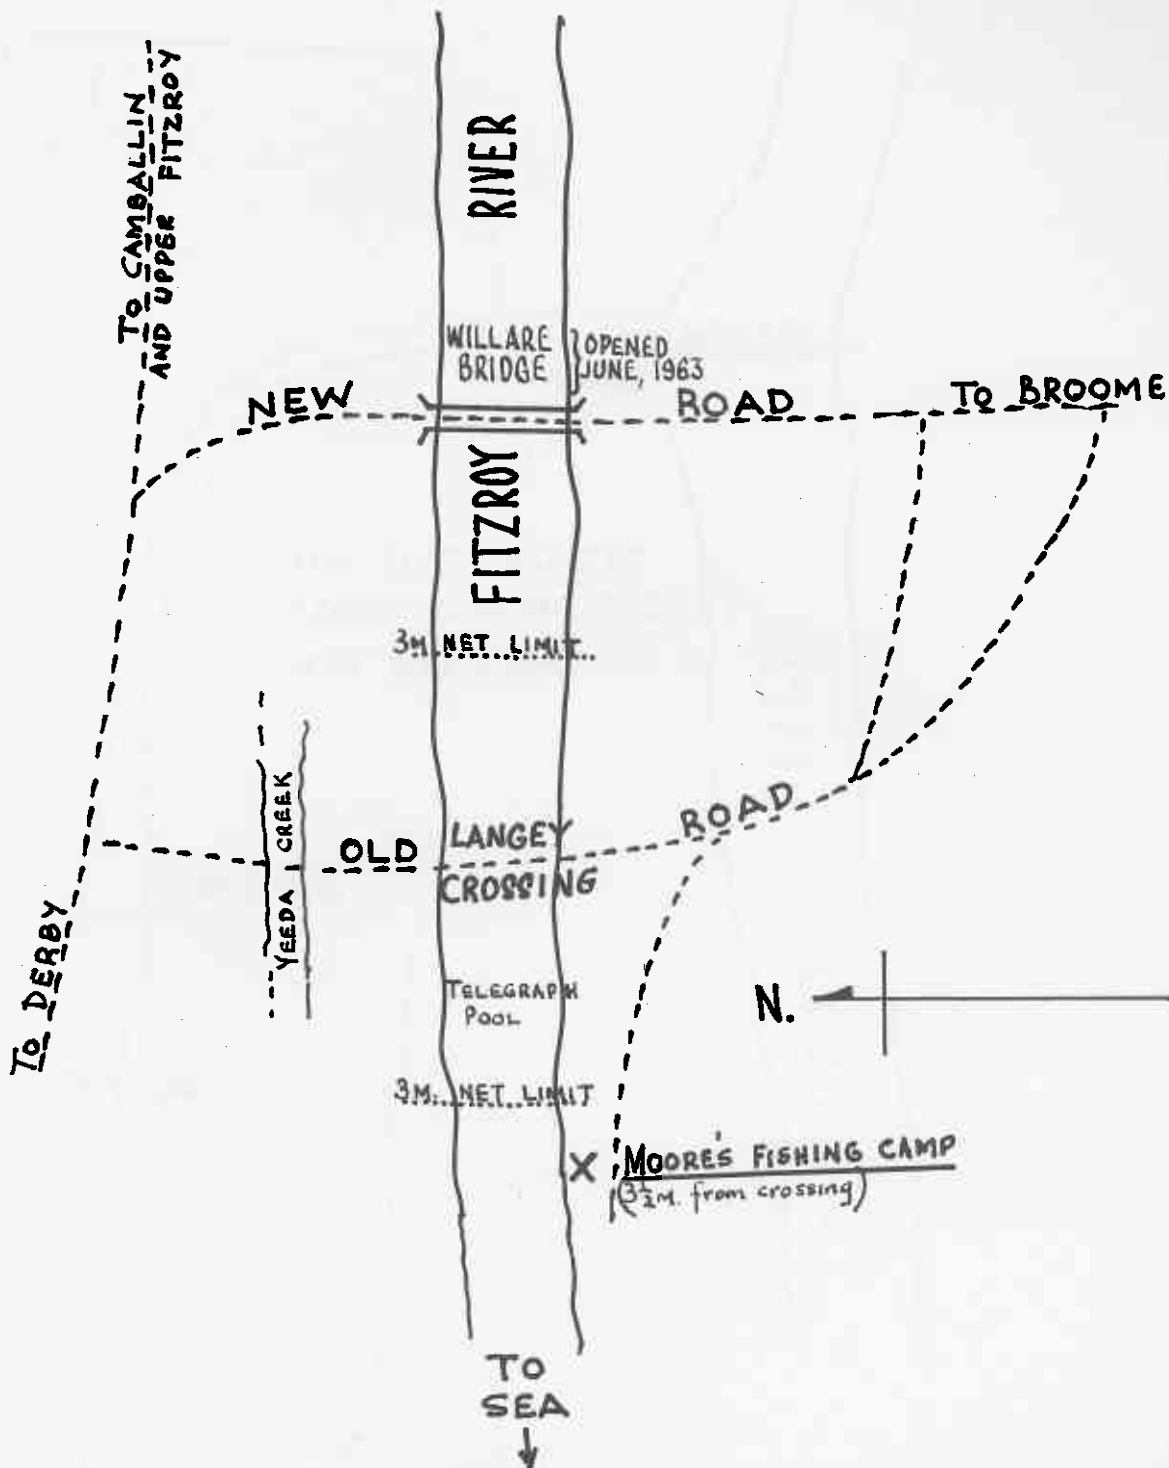 TO CAMBALLIN
AND UPPER FITZROY
RIVER
WILLARE
BRIDGE
OPENED
JUNE, 1963
NEW
ROAD
TO BROOME
FITZROY
3M. NET LIMIT
YEEDA CREEK
OLD
LANGEY
CROSSING
ROAD
TO DERBY
TELEGRAPH
POOL
N.
3M. NET LIMIT
X MOORE'S FISHING CAMP
(3½M. from crossing)
TO
SEA